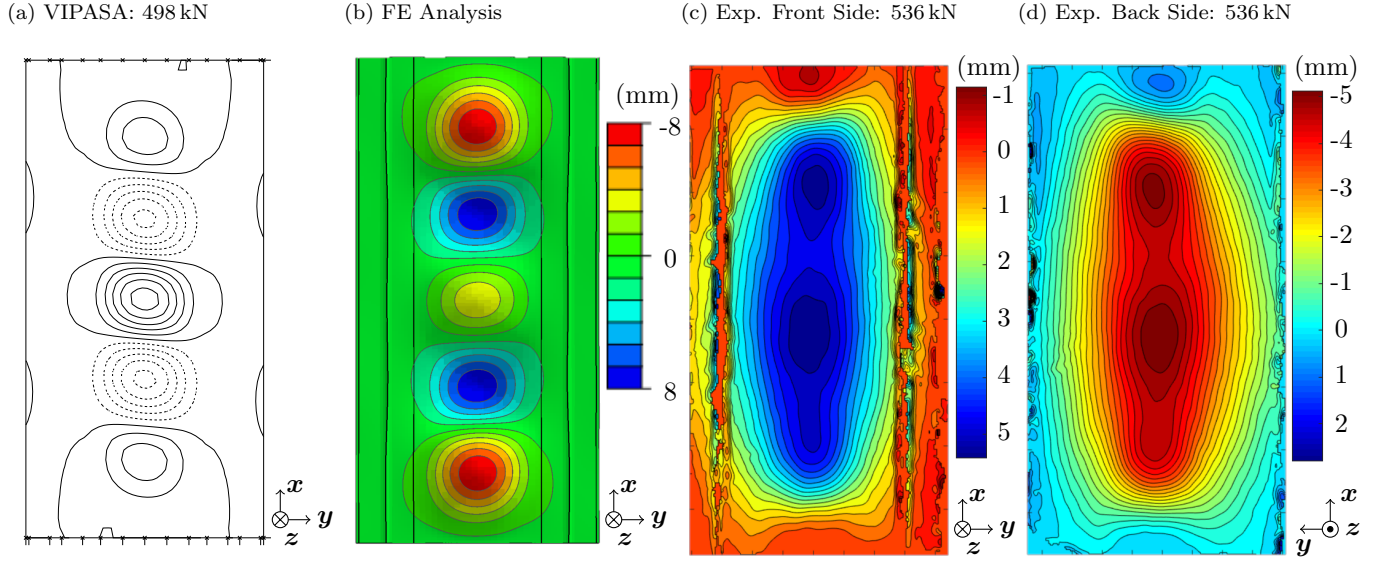 (a) VIPASA: 498 kN
(b) FE Analysis
(c) Exp. Front Side: 536 kN
(d) Exp. Back Side: 536 kN
(mm)
-8
0
8
(mm)
-1
0
1
2
3
4
5
(mm)
-5
-4
-3
-2
-1
0
1
2
x
y
z
x
y
z
x
y
z
x
y
z